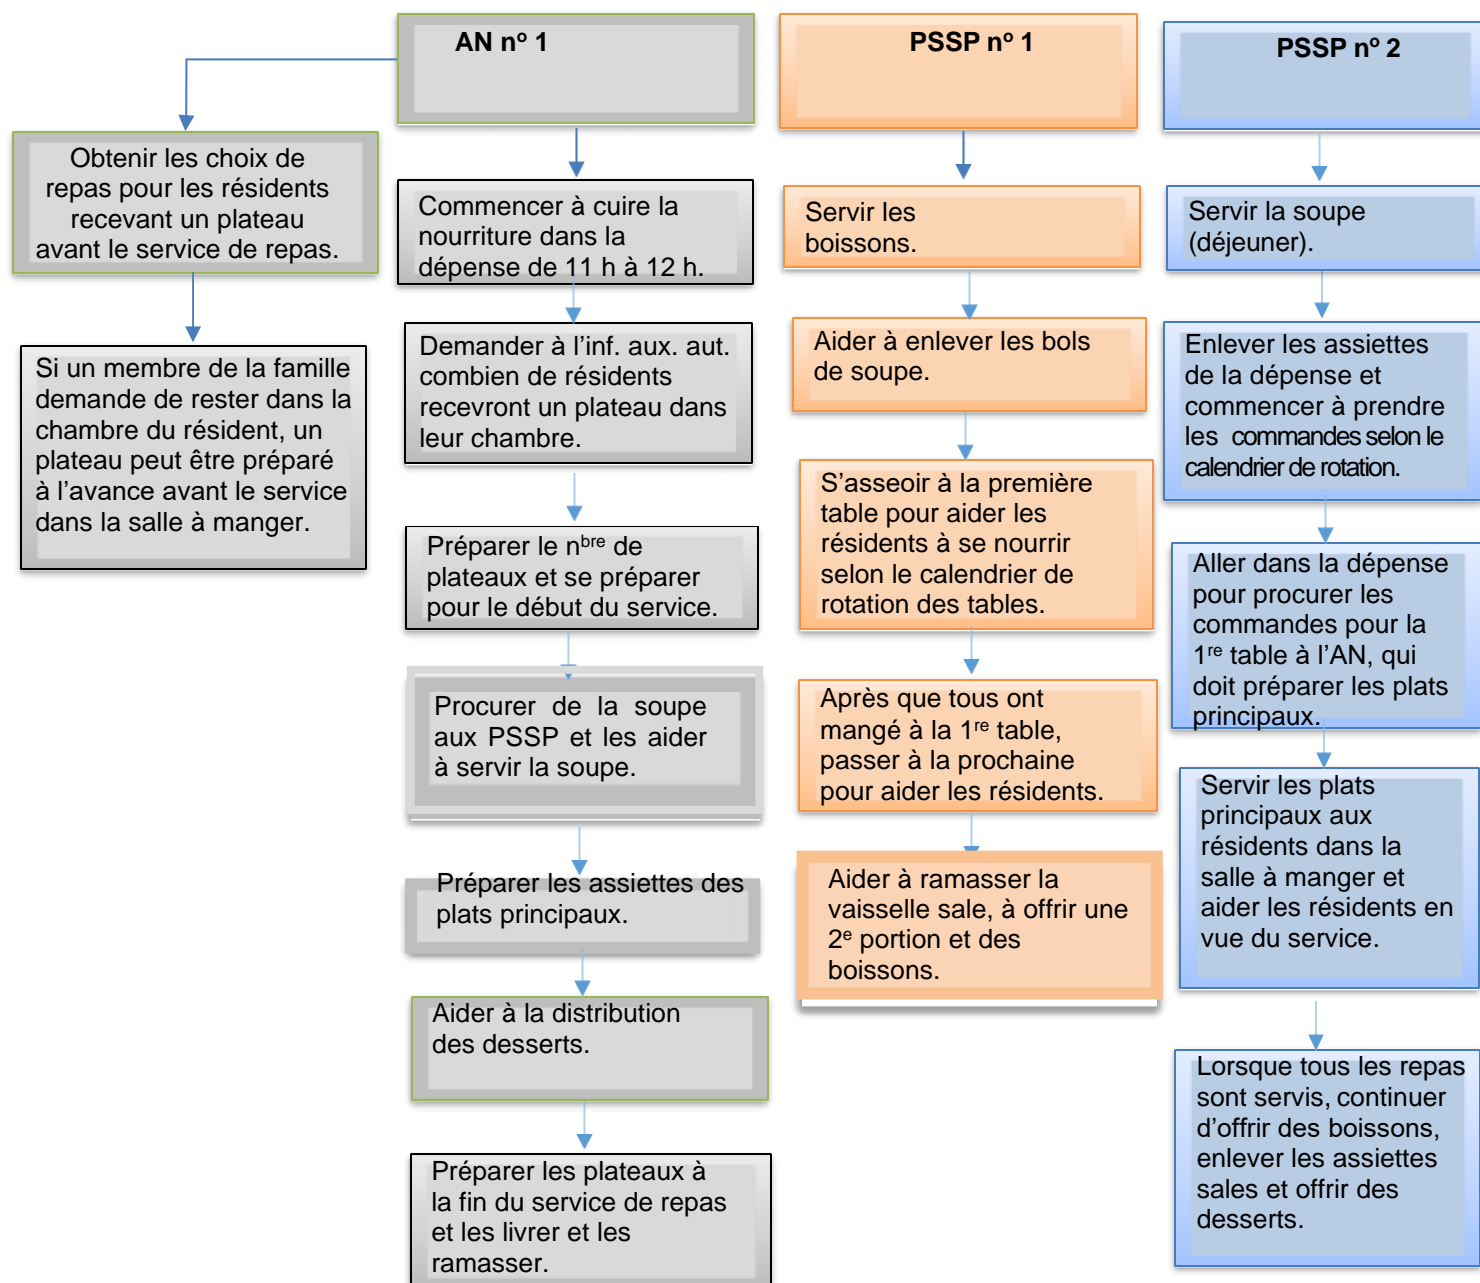 AN nº 1
Obtenir les choix de
repas pour les résidents
recevant un plateau
avant le service de repas.
Si un membre de la famille
demande de rester dans la
chambre du résident, un
plateau peut être préparé
à l’avance avant le service
dans la salle à manger.
Commencer à cuire la
nourriture dans la
dépense de 11 h à 12 h.
Demander à l’inf. aux. aut.
combien de résidents
recevront un plateau dans
leur chambre.
Préparer le nbre de
plateaux et se préparer
pour le début du service.
Procurer de la soupe
aux PSSP et les aider
à servir la soupe.
Préparer les assiettes des
plats principaux.
Aider à la distribution
des desserts.
Préparer les plateaux à
la fin du service de repas
et les livrer et les
ramasser.
PSSP nº 1
Servir les
boissons.
Aider à enlever les bols
de soupe.
S’asseoir à la première
table pour aider les
résidents à se nourrir
selon le calendrier de
rotation des tables.
Après que tous ont
mangé à la 1re table,
passer à la prochaine
pour aider les résidents.
Aider à ramasser la
vaisselle sale, à offrir une
2e portion et des
boissons.
PSSP nº 2
Servir la soupe
(déjeuner).
Enlever les assiettes
de la dépense et
commencer à prendre
les commandes selon le
calendrier de rotation.
Aller dans la dépense
pour procurer les
commandes pour la
1re table à l’AN, qui
doit préparer les plats
principaux.
Servir les plats
principaux aux
résidents dans la
salle à manger et
aider les résidents en
vue du service.
Lorsque tous les repas
sont servis, continuer
d’offrir des boissons,
enlever les assiettes
sales et offrir des
desserts.